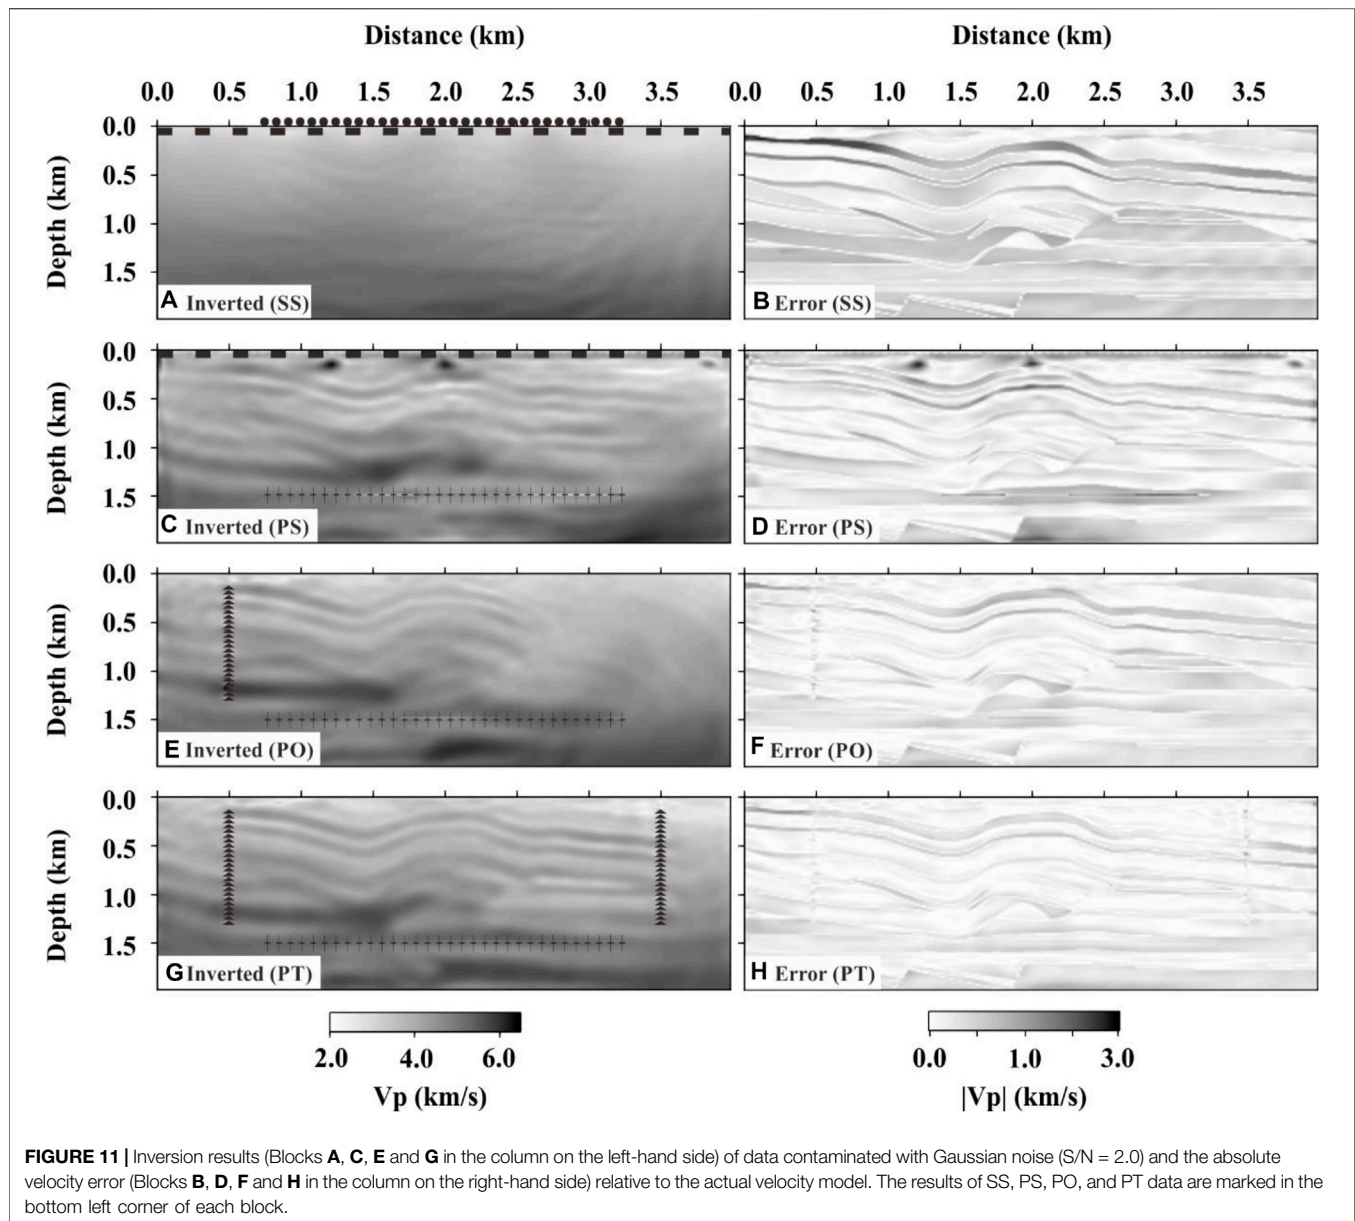 Distance (km) Distance (km)
0.0 0.5 1.0 1.5 2.0 2.5 3.0 3.5 0.0 0.5 1.0 1.5 2.0 2.5 3.0 3.5
0.0
0.5
1.0
1.5
Depth (km)
A Inverted (SS)
B Error (SS)
0.0
0.5
1.0
1.5
Depth (km)
C Inverted (PS)
D Error (PS)
0.0
0.5
1.0
1.5
Depth (km)
E Inverted (PO)
F Error (PO)
0.0
0.5
1.0
1.5
Depth (km)
G Inverted (PT)
H Error (PT)
2.0 4.0 6.0
Vp (km/s)
0.0 1.0 3.0
|Vp| (km/s)
FIGURE 11 | Inversion results (Blocks A, C, E and G in the column on the left-hand side) of data contaminated with Gaussian noise (S/N = 2.0) and the absolute
velocity error (Blocks B, D, F and H in the column on the right-hand side) relative to the actual velocity model. The results of SS, PS, PO, and PT data are marked in the
bottom left corner of each block.